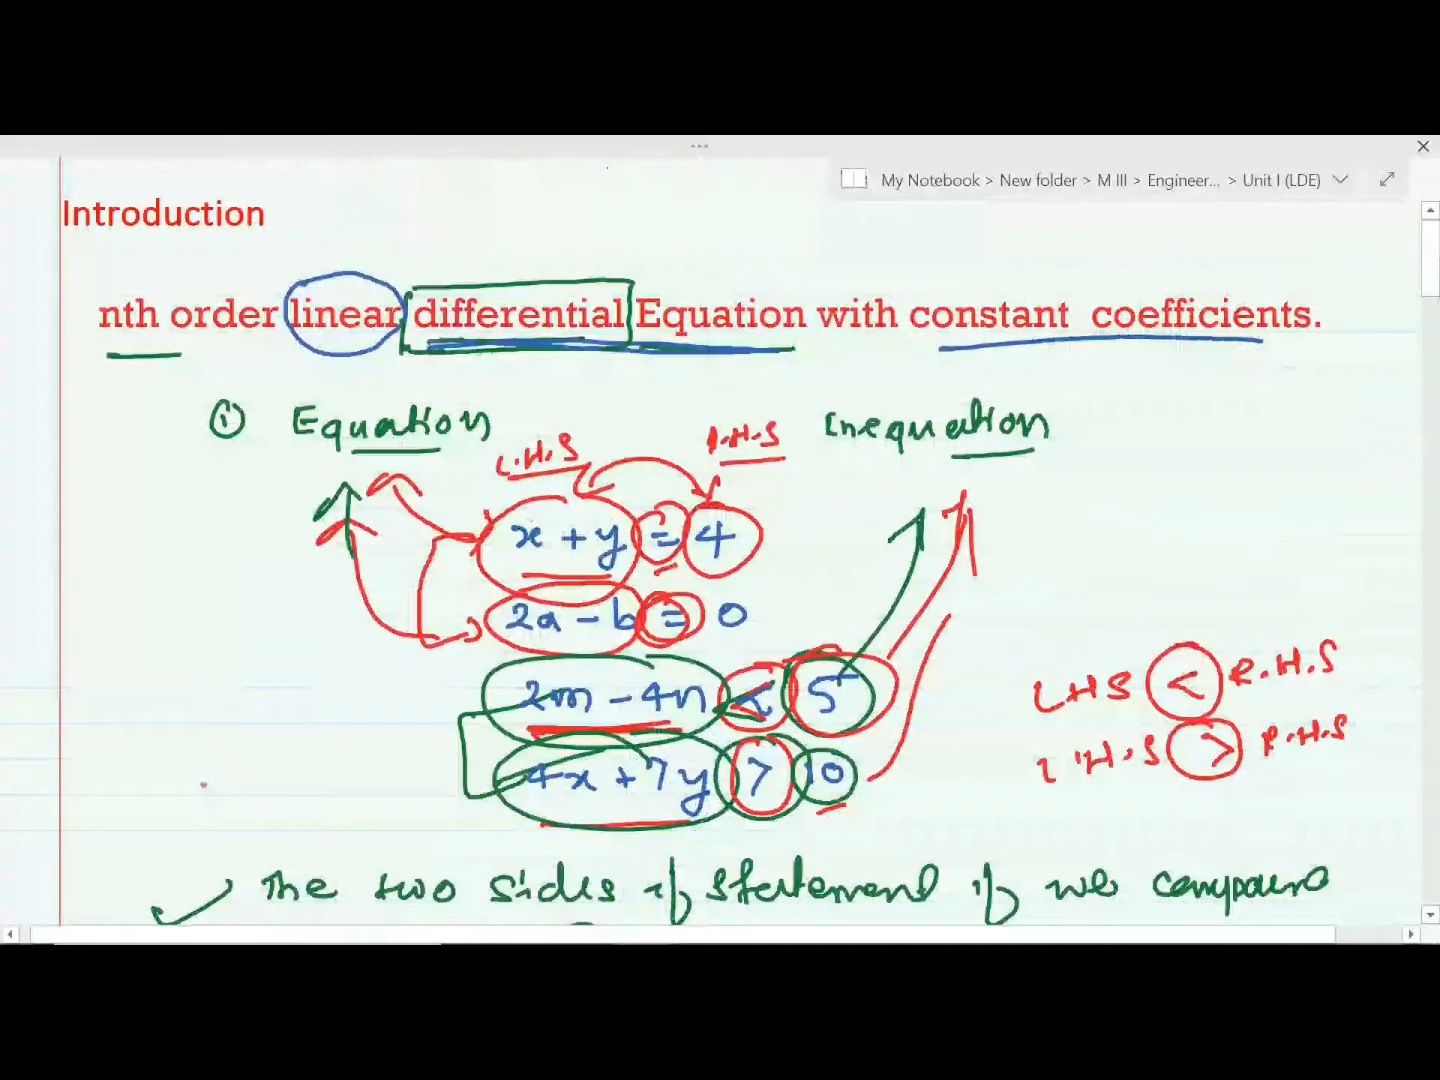 My Notebook > New folder > M III > Engineer... > Unit I (LDE)
Introduction
nth order linear differential Equation with constant coefficients.
① Equation Inequation
L.H.S R.H.S
x + y = 4
2a - b = 0
2m - 4n < 5
4x + 7y > 10
LHS < R.H.S
L.H.S > R.H.S
The two sides of statement if we compare